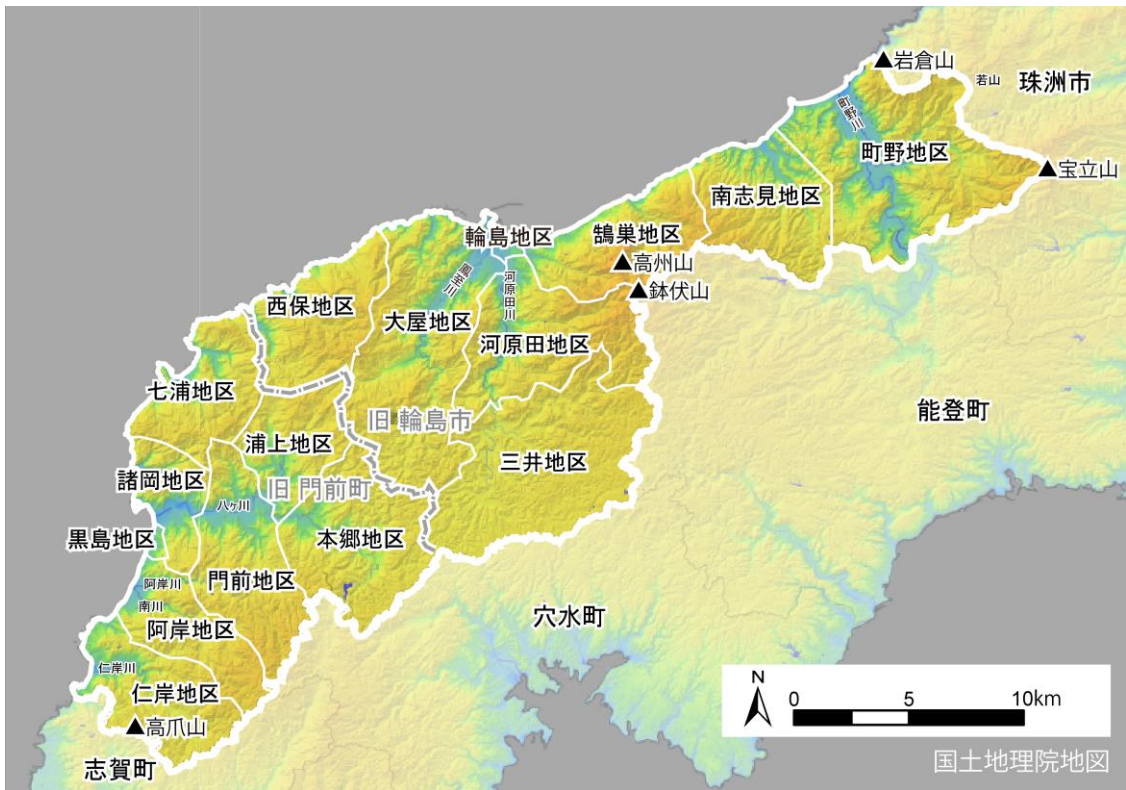 岩倉山
若山
珠洲市
町野川
町野地区
宝立山
南志見地区
輪島地区
鵠巣地区
高州山
鳳至川
河原田川
鉢伏山
西保地区
大屋地区
河原田地区
七浦地区
旧 輪島市
能登町
浦上地区
三井地区
諸岡地区
旧 門前町
八ヶ川
黒島地区
本郷地区
阿岸川
門前地区
南川
阿岸地区
穴水町
仁岸川
仁岸地区
高爪山
志賀町
N
0 5 10km
国土地理院地図